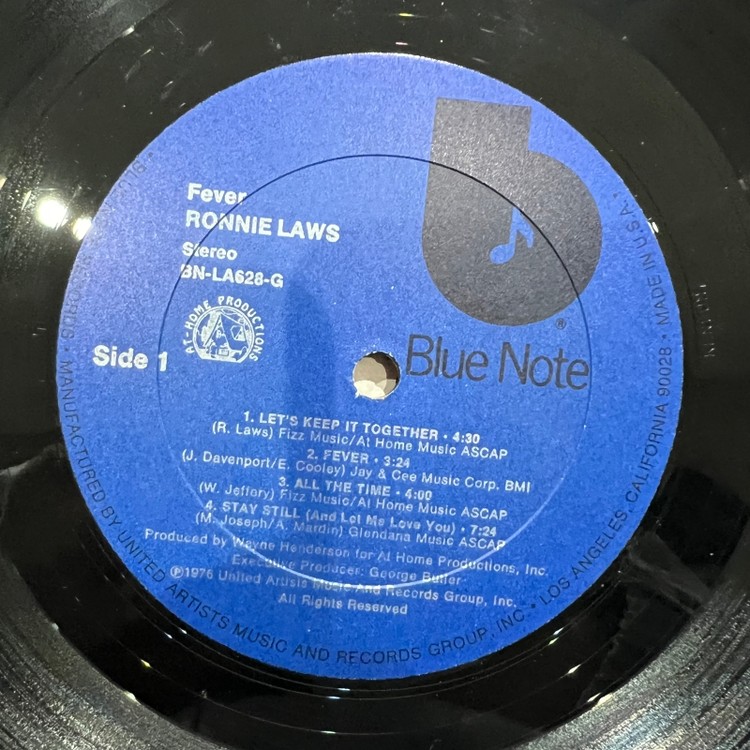 Fever
RONNIE LAWS
Stereo
BN-LA628-G
AT-HOME PRODUCTIONS
Side 1
b
®
Blue Note
1. LET'S KEEP IT TOGETHER • 4:30
(R. Laws) Fizz Music/At Home Music ASCAP
2. FEVER • 3:24
(J. Davenport/E. Cooley) Jay & Cee Music Corp. BMI
3. ALL THE TIME • 4:00
(W. Jeffery) Fizz Music/At Home Music ASCAP
4. STAY STILL (And Let Me Love You) • 7:24
(M. Joseph/A. Martin) Glendana Music ASCAP
Produced by Wayne Henderson for At Home Productions, Inc.
Executive Producer: George Butler
℗1976 United Artists Music And Records Group, Inc.
All Rights Reserved
• MANUFACTURED BY UNITED ARTISTS MUSIC AND RECORDS GROUP, INC. • LOS ANGELES, CALIFORNIA 90028 • MADE IN U.S.A.